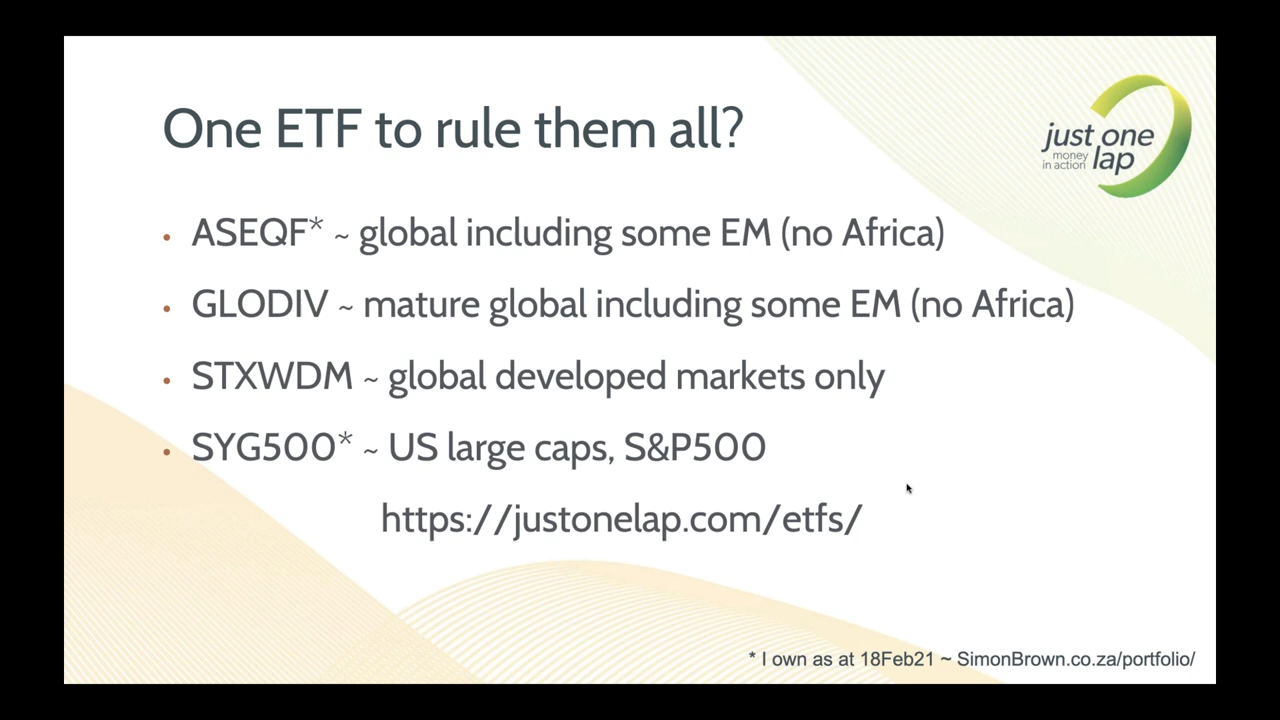 One ETF to rule them all?
just one
money
in action lap
• ASEQF* ~ global including some EM (no Africa)
• GLODIV ~ mature global including some EM (no Africa)
• STXWDM ~ global developed markets only
• SYG500* ~ US large caps, S&P500
https://justonelap.com/etfs/
* I own as at 18Feb21 ~ SimonBrown.co.za/portfolio/